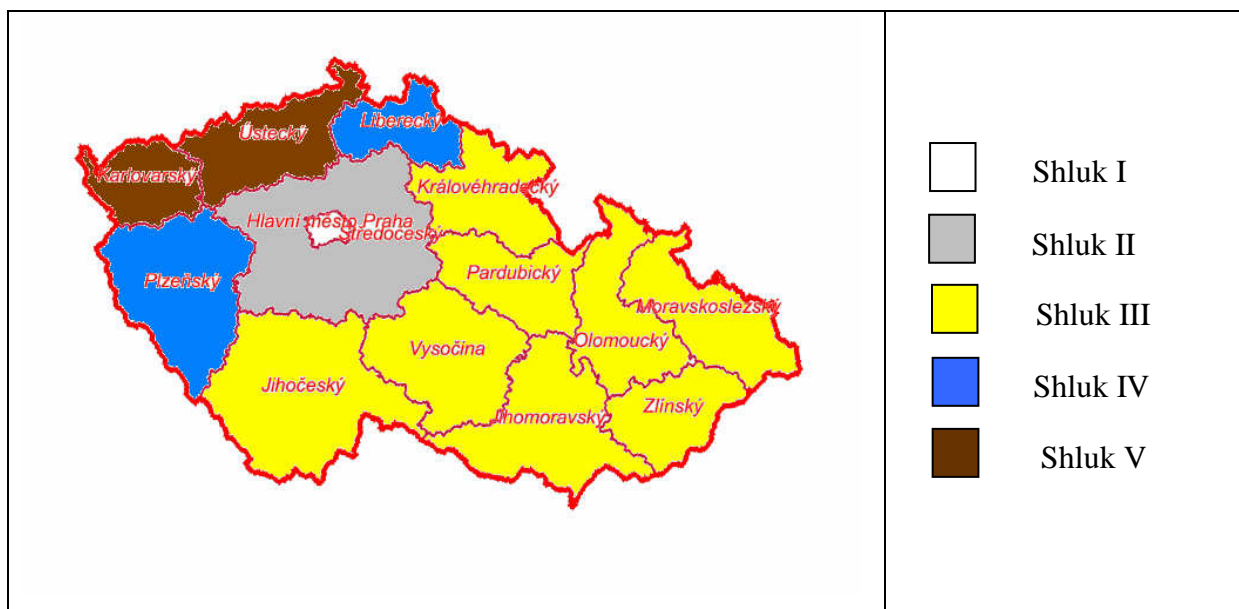 Liberecký
Ústecký
Karlovarský
Královéhradecký
Hlavní město Praha
Středočeský
Plzeňský
Pardubický
Moravskoslezský
Olomoucký
Vysočina
Jihočeský
Zlínský
Jihomoravský
Shluk I
Shluk II
Shluk III
Shluk IV
Shluk V